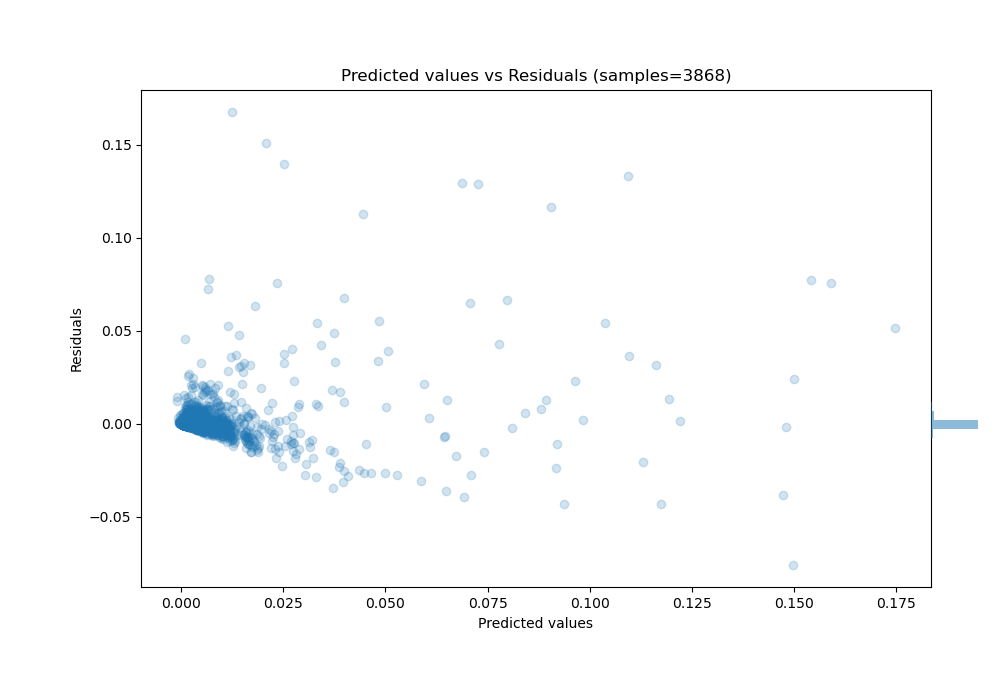 Predicted values vs Residuals (samples=3868)
0.15
0.10
0.05
0.00
−0.05
Residuals
0.000 0.025 0.050 0.075 0.100 0.125 0.150 0.175
Predicted values